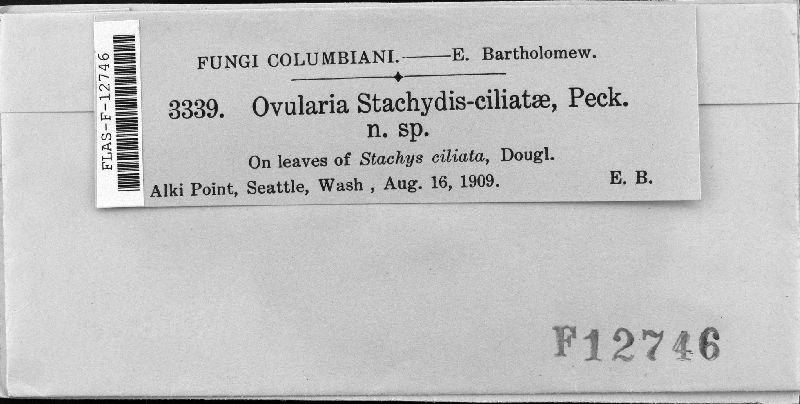 FLAS-F-12746
FUNGI COLUMBIANI.——E. Bartholomew.
3339. Ovularia Stachydis-ciliatæ, Peck.
n. sp.
On leaves of Stachys ciliata, Dougl.
Alki Point, Seattle, Wash , Aug. 16, 1909. E. B.
F12746